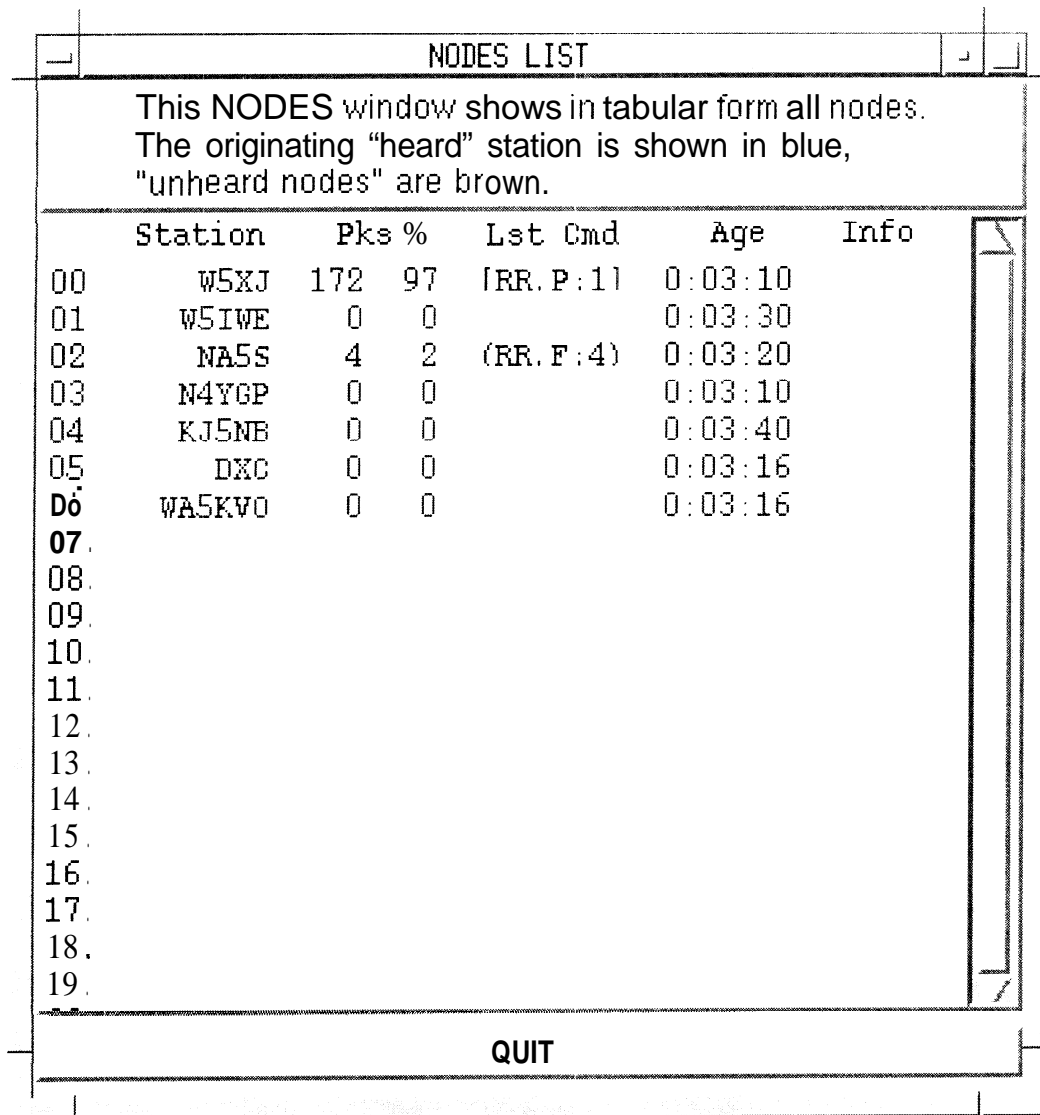 NODES LIST
This NODES window shows in tabular form all nodes.
The originating “heard” station is shown in blue,
"unheard nodes" are brown.
Station Pks % Lst Cmd Age Info
00 W5XJ 172 97 [RR.P:1] 0:03:10
01 W5IWE 0 0 0:03:30
02 NA5S 4 2 (RR.F:4) 0:03:20
03 N4YGP 0 0 0:03:10
04 KJ5NB 0 0 0:03:40
05 DXC 0 0 0:03:16
Dó WA5KVO 0 0 0:03:16
07.
08.
09.
10.
11.
12.
13.
14.
15.
16.
17.
18.
19.
QUIT